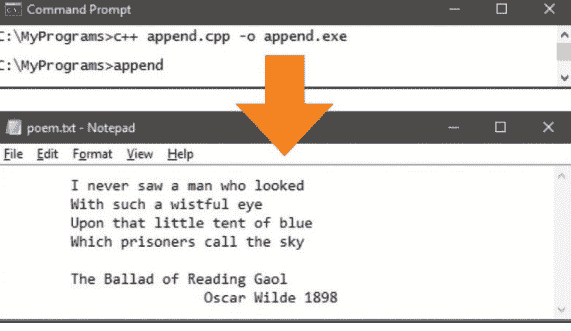 Command Prompt
C:\MyPrograms>c++ append.cpp -o append.exe
C:\MyPrograms>append
poem.txt - Notepad
File Edit Format View Help
I never saw a man who looked
With such a wistful eye
Upon that little tent of blue
Which prisoners call the sky
The Ballad of Reading Gaol
Oscar Wilde 1898